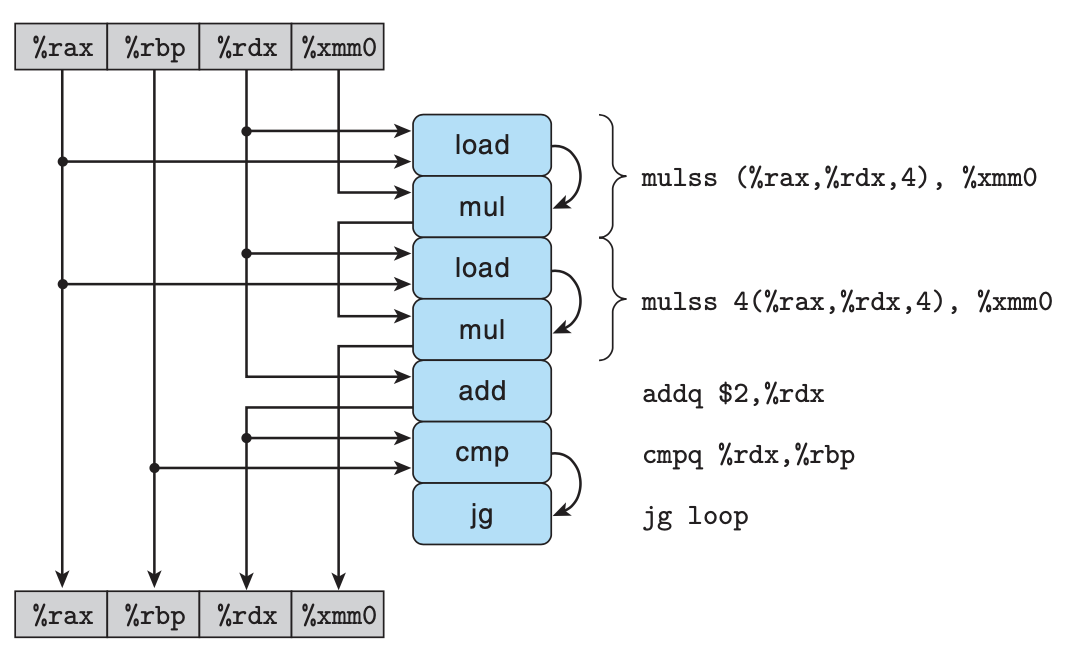 %rax %rbp %rdx %xmm0
load
mulss (%rax,%rdx,4), %xmm0
mul
load
mulss 4(%rax,%rdx,4), %xmm0
mul
add
addq $2,%rdx
cmp
cmpq %rdx,%rbp
jg
jg loop
%rax %rbp %rdx %xmm0